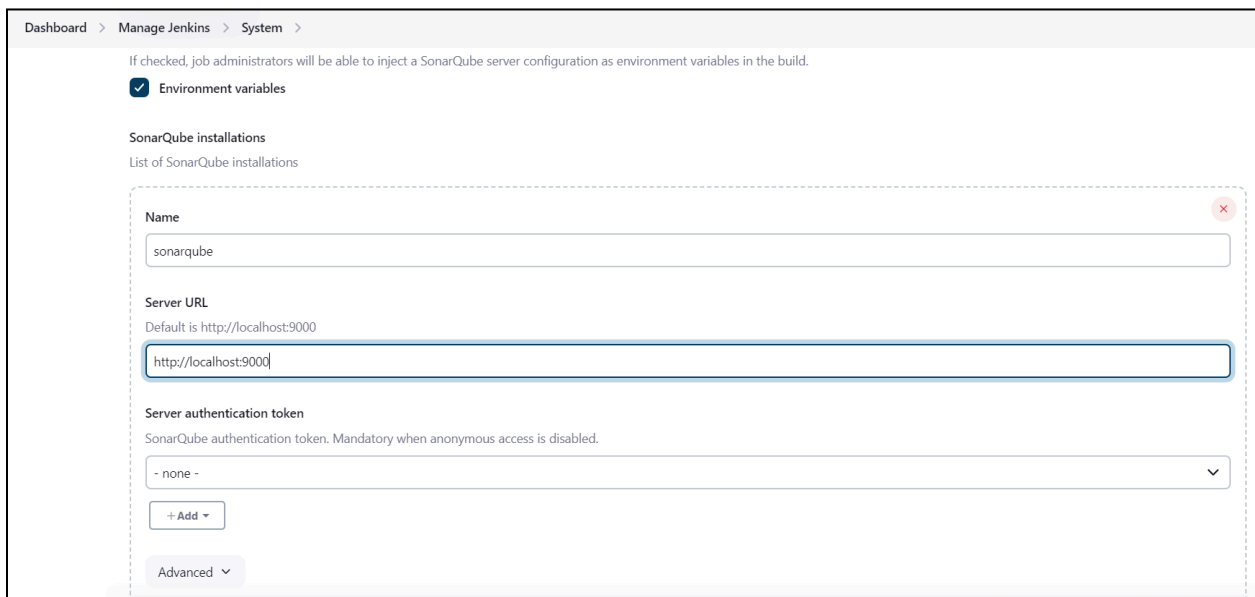 Dashboard > Manage Jenkins > System >
If checked, job administrators will be able to inject a SonarQube server configuration as environment variables in the build.
Environment variables
SonarQube installations
List of SonarQube installations
Name
sonarqube
Server URL
Default is http://localhost:9000
http://localhost:9000
Server authentication token
SonarQube authentication token. Mandatory when anonymous access is disabled.
- none -
+ Add
Advanced